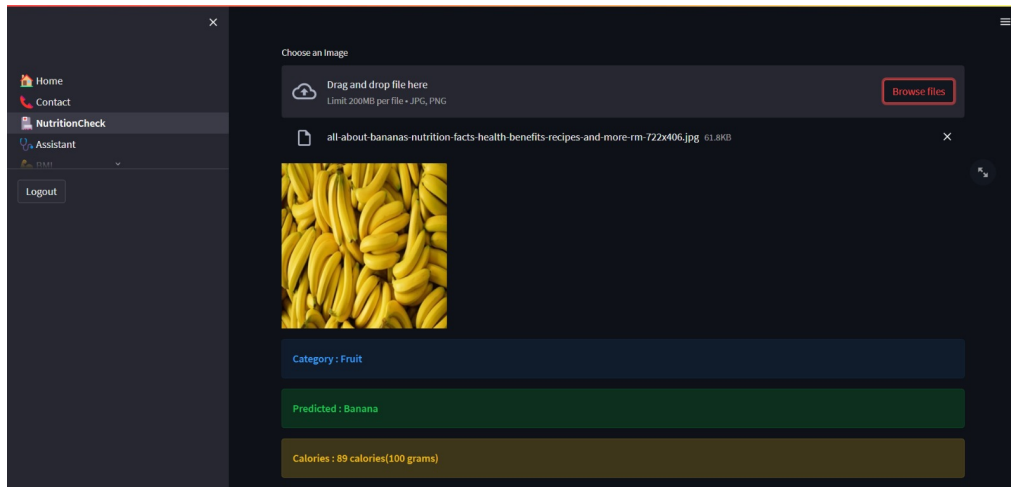 Home
Contact
NutritionCheck
Assistant
BMI
Logout
Choose an Image
Drag and drop file here
Limit 200MB per file • JPG, PNG
Browse files
all-about-bananas-nutrition-facts-health-benefits-recipes-and-more-rm-722x406.jpg 61.8KB
Category : Fruit
Predicted : Banana
Calories : 89 calories(100 grams)